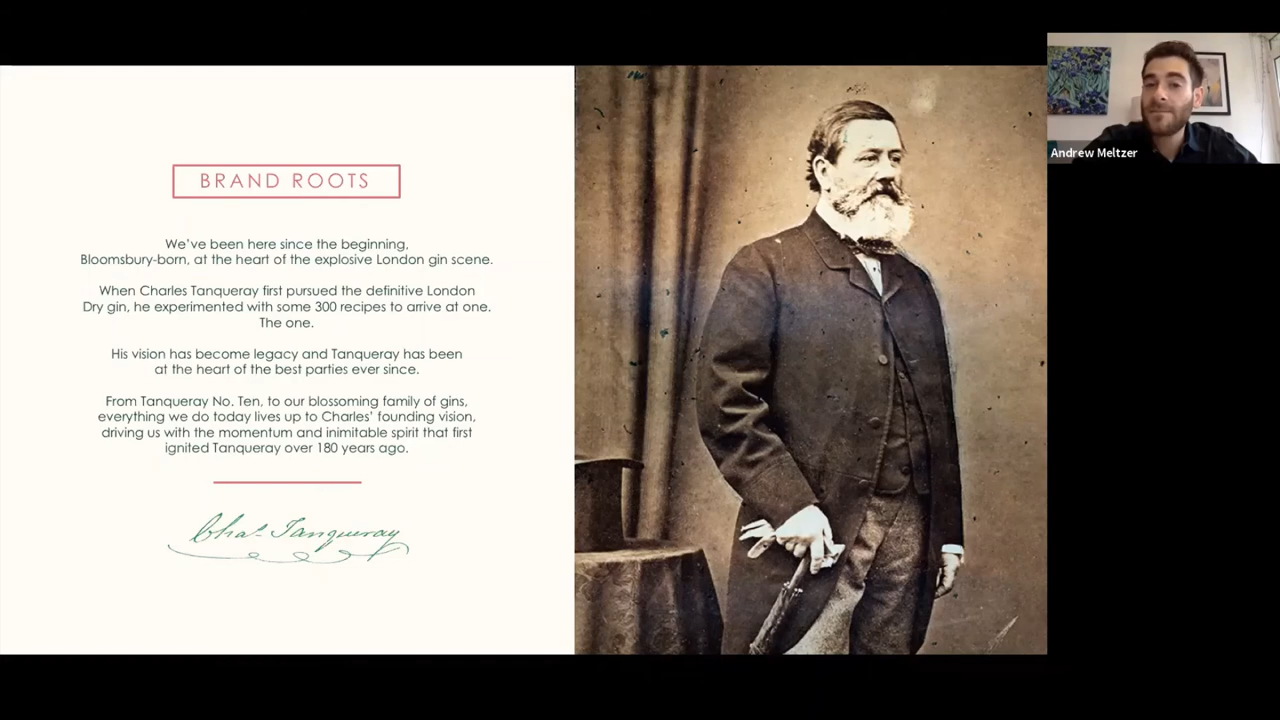 BRAND ROOTS
We've been here since the beginning,
Bloomsbury-born, at the heart of the explosive London gin scene.
When Charles Tanqueray first pursued the definitive London
Dry gin, he experimented with some 300 recipes to arrive at one.
The one.
His vision has become legacy and Tanqueray has been
at the heart of the best parties ever since.
From Tanqueray No. Ten, to our blossoming family of gins,
everything we do today lives up to Charles' founding vision,
driving us with the momentum and inimitable spirit that first
ignited Tanqueray over 180 years ago.
Chas. Tanqueray
Andrew Meltzer